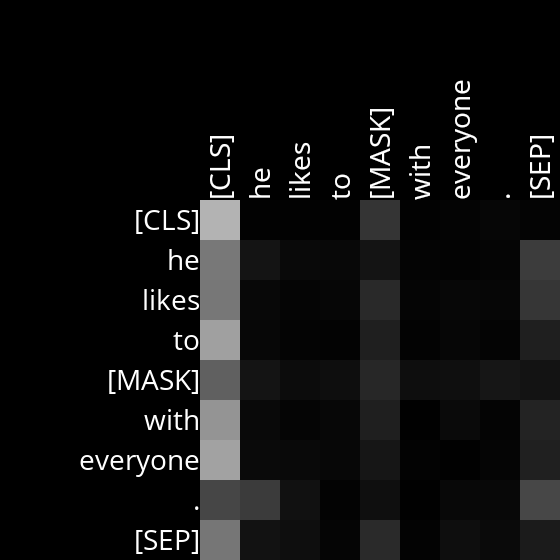 [CLS] he likes to [MASK] with everyone . [SEP]
[CLS]
he
likes
to
[MASK]
with
everyone
.
[SEP]